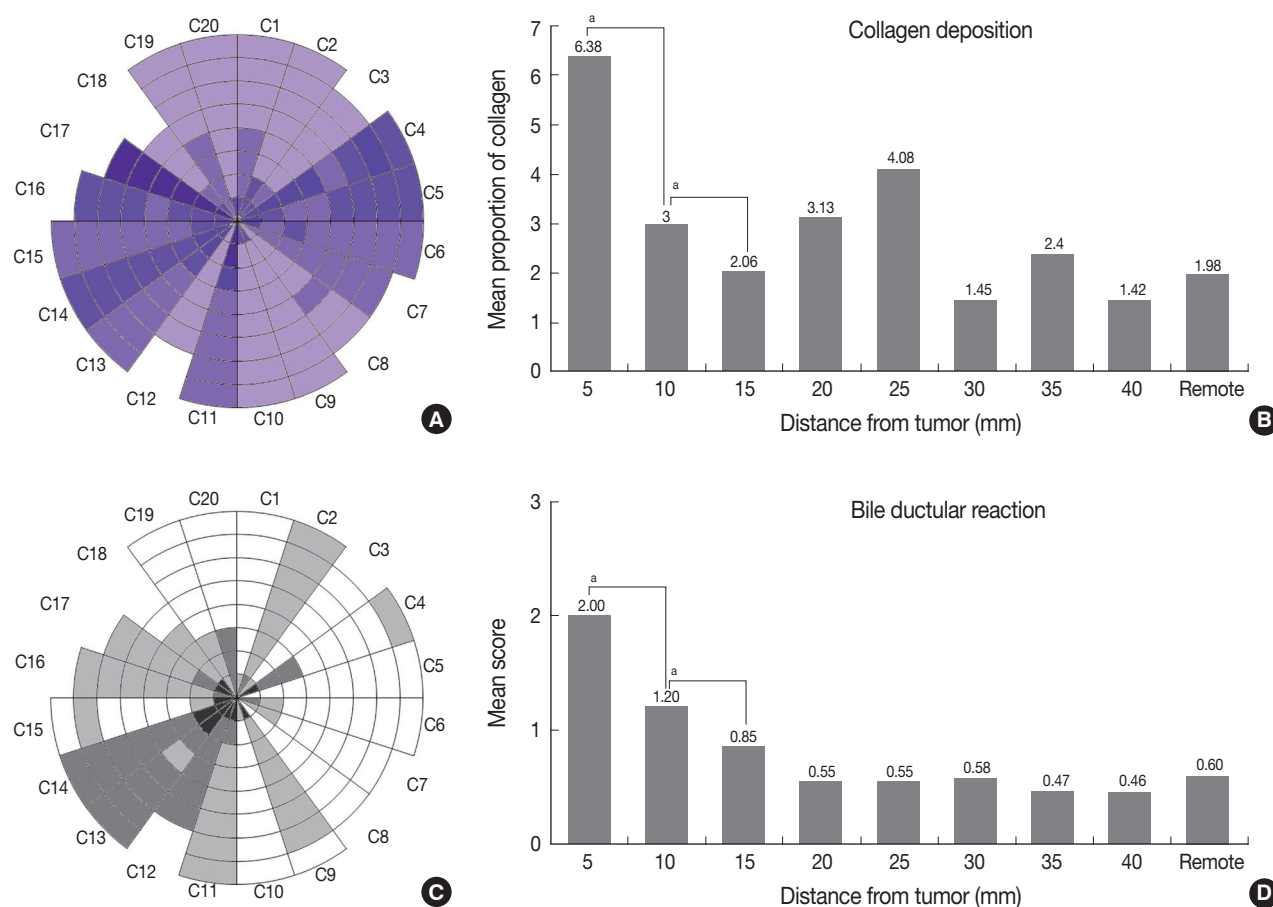 C20 C1
C19 C2
C18 C3
C17 C4
C16 C5
C15 C6
C14 C7
C13 C8
C12 C9
C11 C10
A
Collagen deposition
Mean proportion of collagen
7
6
5
4
3
2
1
0
a
a
6.38 3 2.06 3.13 4.08 1.45 2.4 1.42 1.98
5 10 15 20 25 30 35 40 Remote
Distance from tumor (mm)
B
C20 C1
C19 C2
C18 C3
C17 C4
C16 C5
C15 C6
C14 C7
C13 C8
C12 C9
C11 C10
C
Bile ductular reaction
Mean score
3
2
1
0
a
a
2.00 1.20 0.85 0.55 0.55 0.58 0.47 0.46 0.60
5 10 15 20 25 30 35 40 Remote
Distance from tumor (mm)
D